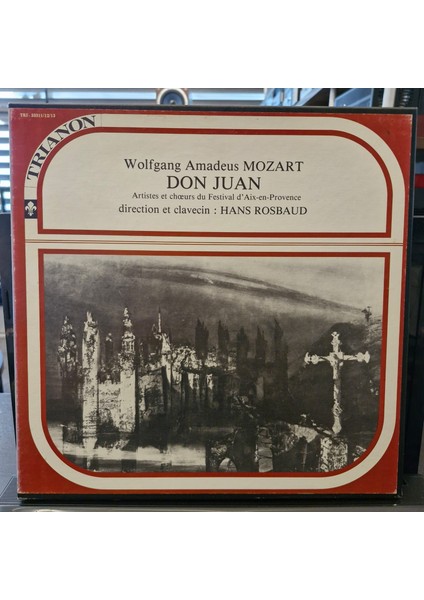 TRIANON
Wolfgang Amadeus MOZART
DON JUAN
Artistes et chœurs du Festival d'Aix-en-Provence
direction et clavecin : HANS ROSBAUD